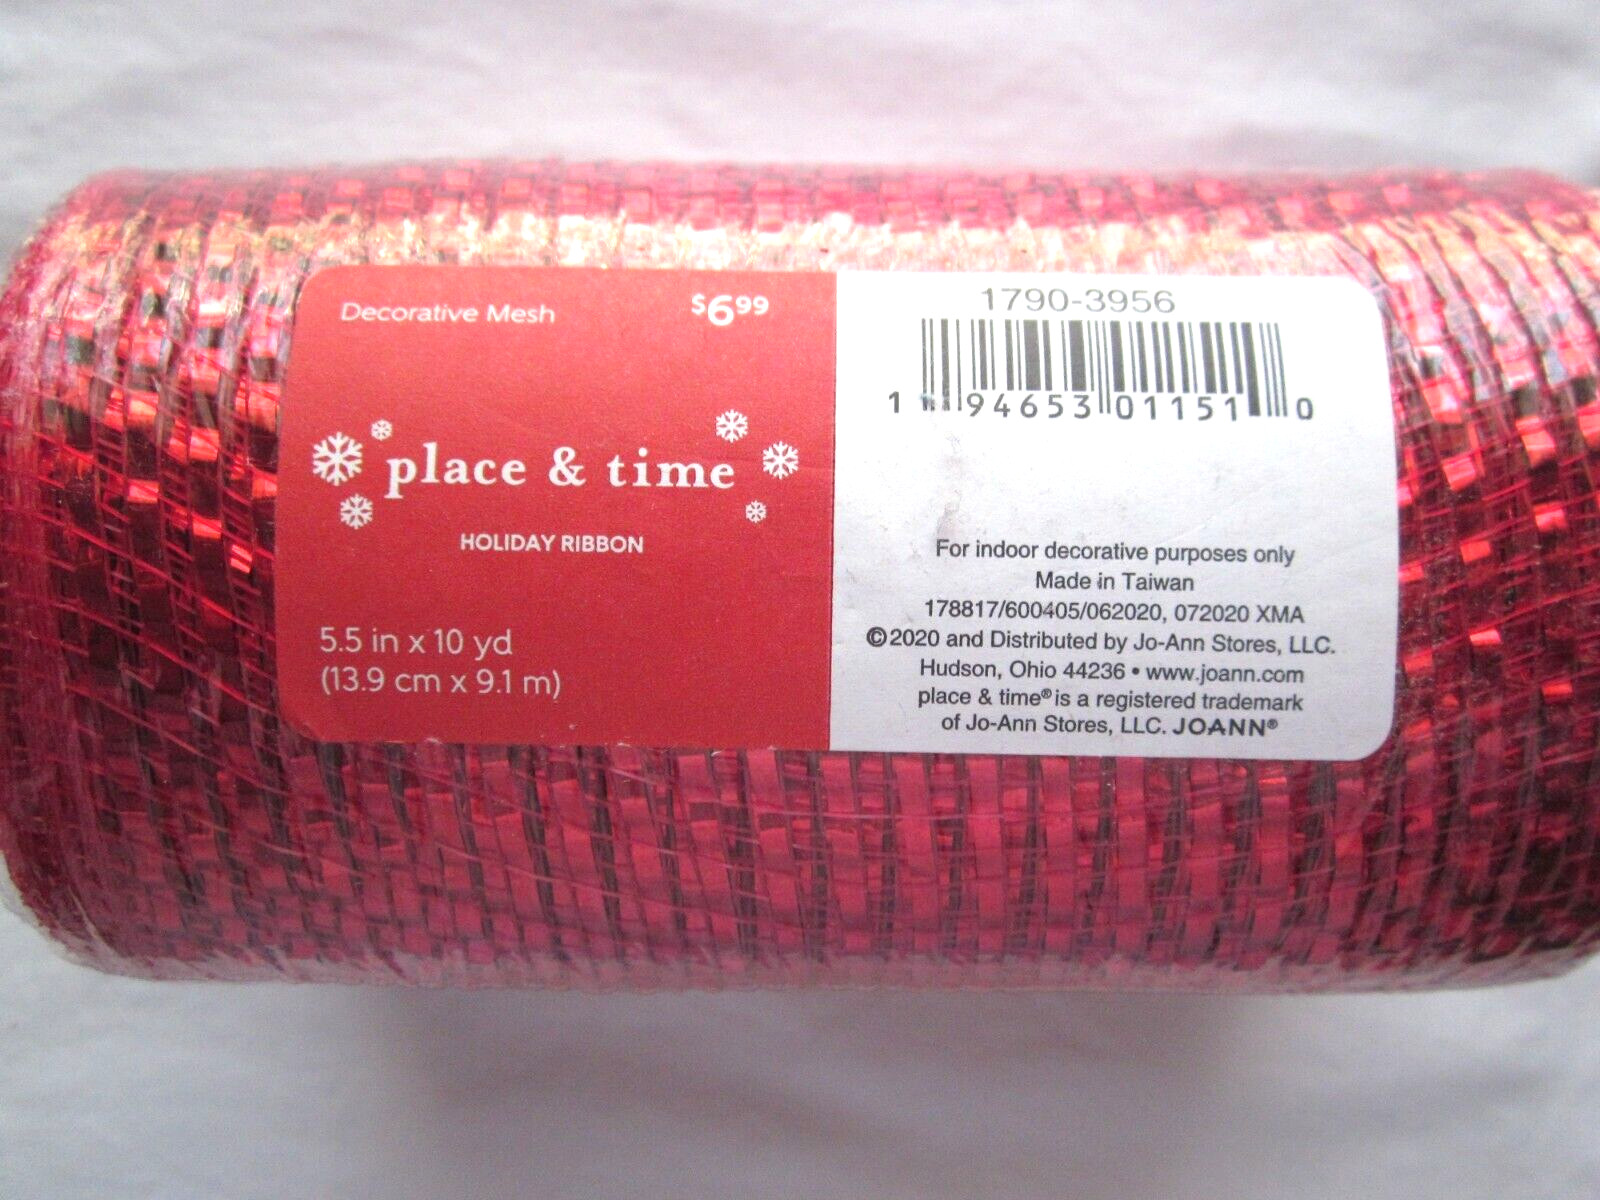 Decorative Mesh $6.99
place & time
HOLIDAY RIBBON
5.5 in x 10 yd
(13.9 cm x 9.1 m)
1790-3956
1 94653 01151 0
For indoor decorative purposes only
Made in Taiwan
178817/600405/062020, 072020 XMA
©2020 and Distributed by Jo-Ann Stores, LLC.
Hudson, Ohio 44236 • www.joann.com
place & time® is a registered trademark
of Jo-Ann Stores, LLC. JOANN®